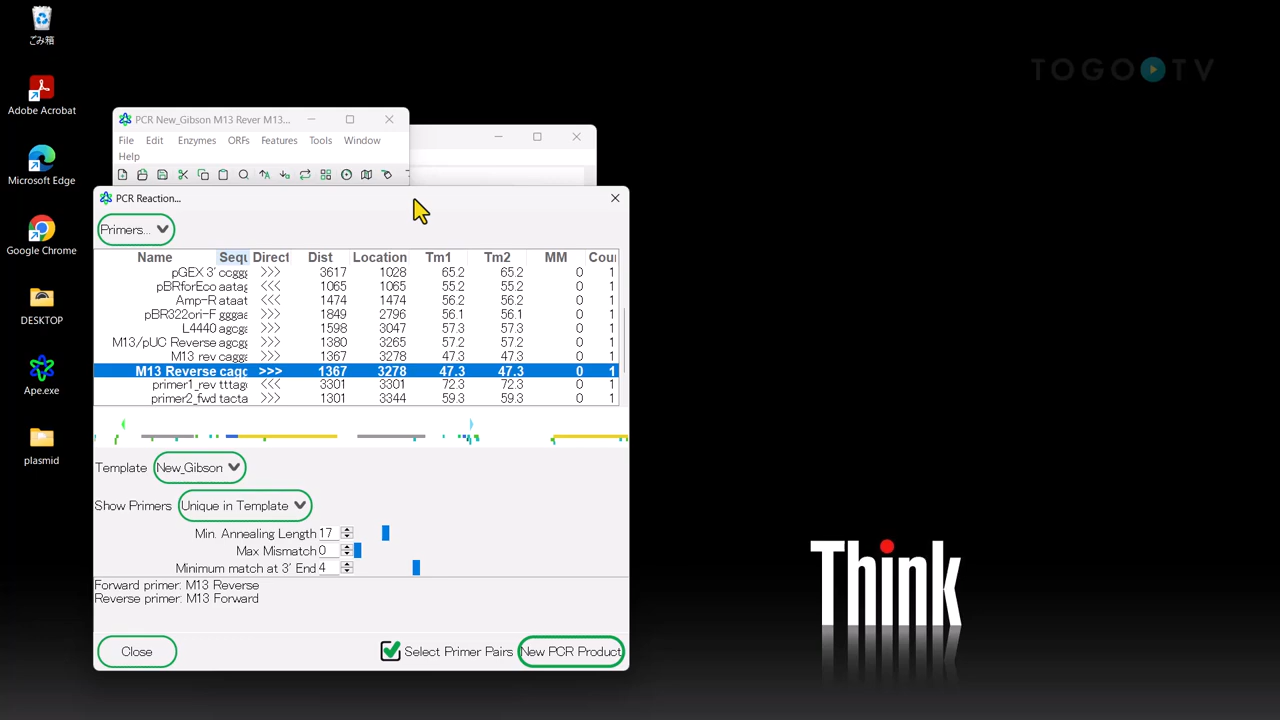 ごみ箱
Adobe Acrobat
Microsoft Edge
Google Chrome
DESKTOP
Ape.exe
plasmid
TOGO TV
PCR New_Gibson M13 Rever M13...
File Edit Enzymes ORFs Features Tools Window
Help
PCR Reaction...
Primers...
Name Sequ Direct Dist Location Tm1 Tm2 MM Cour
pGEX 3' ccggg >>> 3617 1028 65.2 65.2 0 1
pBRforEco aatag <<< 1065 1065 55.2 55.2 0 1
Amp-R ataat <<< 1474 1474 56.2 56.2 0 1
pBR322ori-F gggaa >>> 1849 2796 56.1 56.1 0 1
L4440 agcga >>> 1598 3047 57.3 57.3 0 1
M13/pUC Reverse agcgg >>> 1380 3265 57.2 57.2 0 1
M13 rev cagga >>> 1367 3278 47.3 47.3 0 1
M13 Reverse cagc >>> 1367 3278 47.3 47.3 0 1
primer1_rev tttag <<< 3301 3301 72.3 72.3 0 1
primer2_fwd tacta >>> 1301 3344 59.3 59.3 0 1
Template New_Gibson
Show Primers Unique in Template
Min. Annealing Length 17
Max Mismatch 0
Minimum match at 3' End 4
Forward primer: M13 Reverse
Reverse primer: M13 Forward
Close Select Primer Pairs New PCR Product
Think